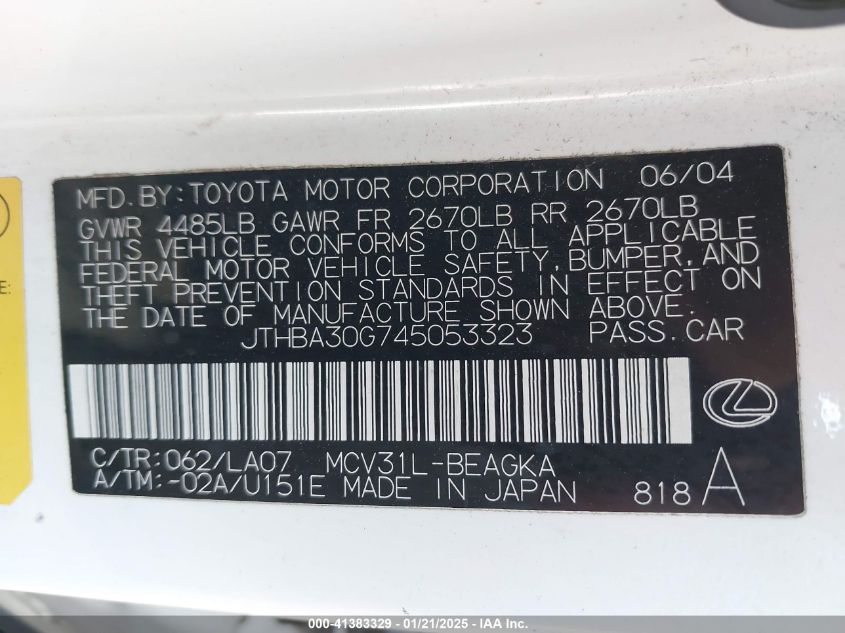 MFD. BY: TOYOTA MOTOR CORPORATION 06/04
GVWR 4485LB GAWR FR 2670LB RR 2670LB
THIS VEHICLE CONFORMS TO ALL APPLICABLE
FEDERAL MOTOR VEHICLE SAFETY, BUMPER, AND
THEFT PREVENTION STANDARDS IN EFFECT ON
THE DATE OF MANUFACTURE SHOWN ABOVE.
JTHBA30G745053323 PASS. CAR
C/TR: 062/LA07 MCV31L-BEAGKA
A/TM: -02A/U151E MADE IN JAPAN 818 A
E:
000-41383329 - 01/21/2025 - IAA Inc.